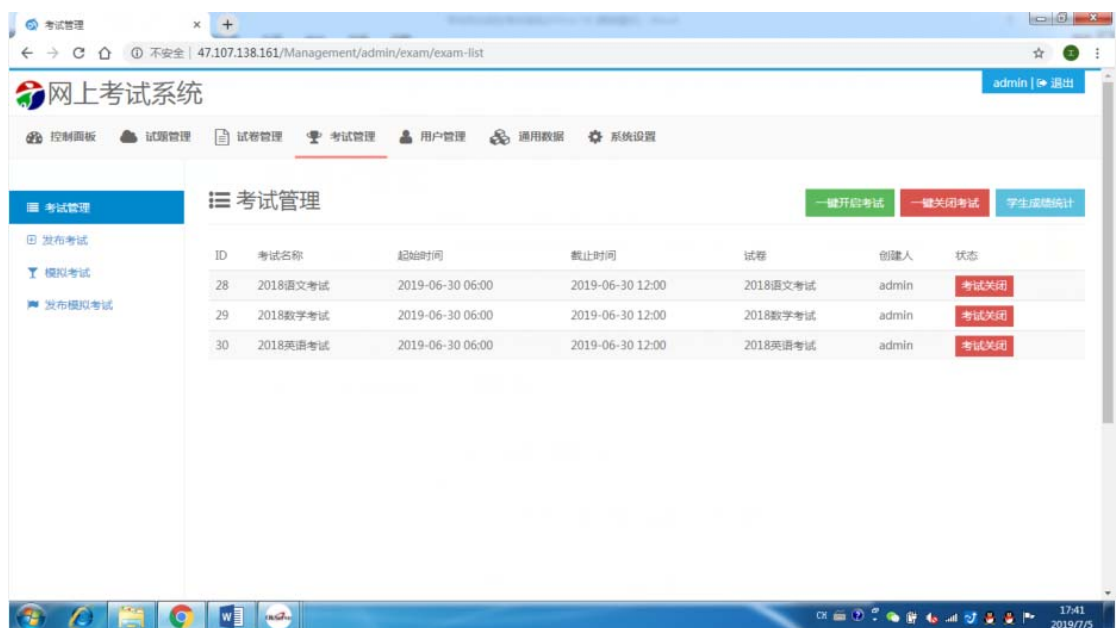 考试管理
不安全 | 47.107.138.161/Management/admin/exam/exam-list
网上考试系统
admin | 退出
控制面板 试题管理 试卷管理 考试管理 用户管理 通用数据 系统设置
考试管理
发布考试
模拟考试
发布模拟考试
考试管理
一键开启考试 一键关闭考试 学生成绩统计
ID 考试名称 起始时间 截止时间 试卷 创建人 状态
28 2018语文考试 2019-06-30 06:00 2019-06-30 12:00 2018语文考试 admin 考试关闭
29 2018数学考试 2019-06-30 06:00 2019-06-30 12:00 2018数学考试 admin 考试关闭
30 2018英语考试 2019-06-30 06:00 2019-06-30 12:00 2018英语考试 admin 考试关闭
CH
17:41
2019/7/5